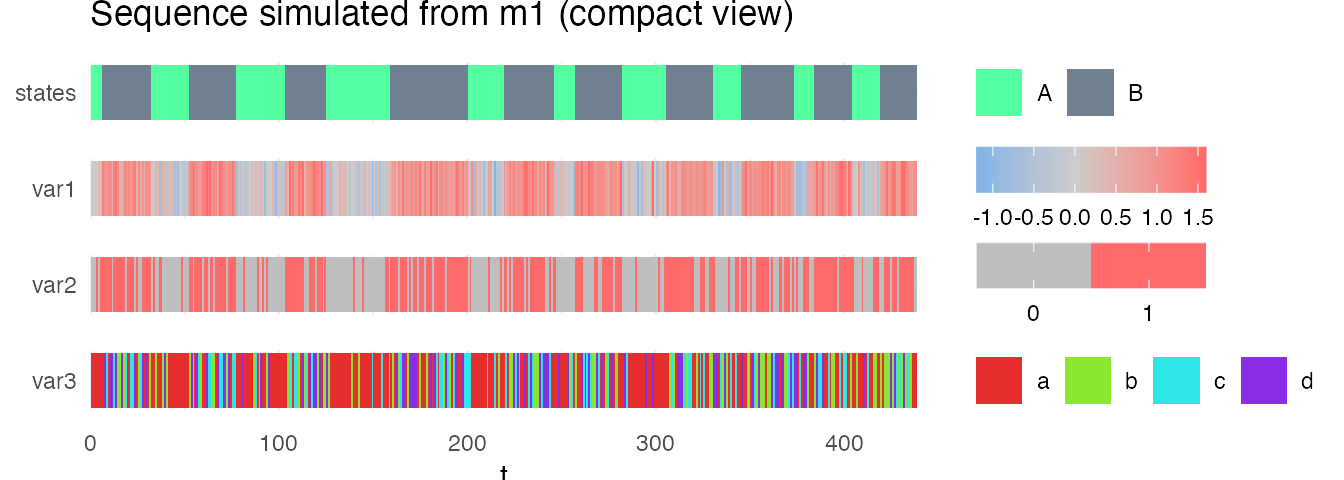 Sequence simulated from m1 (compact view)
states
A B
var1
-1.0 -0.5 0.0 0.5 1.0 1.5
var2
0 1
var3
a b c d
0 100 200 300 400
t